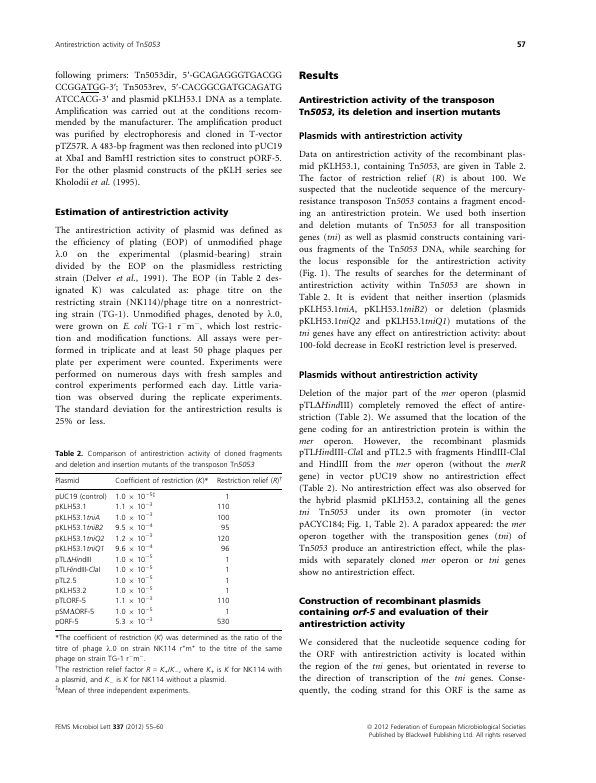 Antirestriction activity of Tn5053
57
following primers: Tn5053dir, 5′-GCAGAGGGTGACGG
CCGGATGG-3′; Tn5053rev, 5′-CACGGCGATGCAGATG
ATCCACG-3′ and plasmid pKLH53.1 DNA as a template.
Amplification was carried out at the conditions recom-
mended by the manufacturer. The amplification product
was purified by electrophoresis and cloned in T-vector
pTZ57R. A 483-bp fragment was then recloned into pUC19
at XbaI and BamHI restriction sites to construct pORF-5.
For the other plasmid constructs of the pKLH series see
Kholodii et al. (1995).
Estimation of antirestriction activity
The antirestriction activity of plasmid was defined as
the efficiency of plating (EOP) of unmodified phage
λ.0 on the experimental (plasmid-bearing) strain
divided by the EOP on the plasmidless restricting
strain (Delver et al., 1991). The EOP (in Table 2 des-
ignated K) was calculated as: phage titre on the
restricting strain (NK114)/phage titre on a nonrestrict-
ing strain (TG-1). Unmodified phages, denoted by λ.0,
were grown on E. coli TG-1 r⁻m⁻, which lost restric-
tion and modification functions. All assays were per-
formed in triplicate and at least 50 phage plaques per
plate per experiment were counted. Experiments were
performed on numerous days with fresh samples and
control experiments performed each day. Little varia-
tion was observed during the replicate experiments.
The standard deviation for the antirestriction results is
25% or less.
Table 2. Comparison of antirestriction activity of cloned fragments
and deletion and insertion mutants of the transposon Tn5053
Plasmid Coefficient of restriction (K)* Restriction relief (R)†
pUC19 (control) 1.0 × 10⁻⁵‡ 1
pKLH53.1 1.1 × 10⁻³ 110
pKLH53.1tniA 1.0 × 10⁻³ 100
pKLH53.1tniB2 9.5 × 10⁻⁴ 95
pKLH53.1tniQ2 1.2 × 10⁻³ 120
pKLH53.1tniQ1 9.6 × 10⁻⁴ 96
pTLΔHindIII 1.0 × 10⁻⁵ 1
pTLHindIII-ClaI 1.0 × 10⁻⁵ 1
pTL2.5 1.0 × 10⁻⁵ 1
pKLH53.2 1.0 × 10⁻⁵ 1
pTLORF-5 1.1 × 10⁻³ 110
pSMΔORF-5 1.0 × 10⁻⁵ 1
pORF-5 5.3 × 10⁻³ 530
*The coefficient of restriction (K) was determined as the ratio of the
titre of phage λ.0 on strain NK114 r⁺m⁺ to the titre of the same
phage on strain TG-1 r⁻m⁻.
†The restriction relief factor R = K₊/K₋, where K₊ is K for NK114 with
a plasmid, and K₋ is K for NK114 without a plasmid.
‡Mean of three independent experiments.
Results
Antirestriction activity of the transposon
Tn5053, its deletion and insertion mutants
Plasmids with antirestriction activity
Data on antirestriction activity of the recombinant plas-
mid pKLH53.1, containing Tn5053, are given in Table 2.
The factor of restriction relief (R) is about 100. We
suspected that the nucleotide sequence of the mercury-
resistance transposon Tn5053 contains a fragment encod-
ing an antirestriction protein. We used both insertion
and deletion mutants of Tn5053 for all transposition
genes (tni) as well as plasmid constructs containing vari-
ous fragments of the Tn5053 DNA, while searching for
the locus responsible for the antirestriction activity
(Fig. 1). The results of searches for the determinant of
antirestriction activity within Tn5053 are shown in
Table 2. It is evident that neither insertion (plasmids
pKLH53.1tniA, pKLH53.1tniB2) or deletion (plasmids
pKLH53.1tniQ2 and pKLH53.1tniQ1) mutations of the
tni genes have any effect on antirestriction activity: about
100-fold decrease in EcoKI restriction level is preserved.
Plasmids without antirestriction activity
Deletion of the major part of the mer operon (plasmid
pTLΔHindIII) completely removed the effect of antire-
striction (Table 2). We assumed that the location of the
gene coding for an antirestriction protein is within the
mer operon. However, the recombinant plasmids
pTLHindIII-ClaI and pTL2.5 with fragments HindIII-ClaI
and HindIII from the mer operon (without the merR
gene) in vector pUC19 show no antirestriction effect
(Table 2). No antirestriction effect was also observed for
the hybrid plasmid pKLH53.2, containing all the genes
tni Tn5053 under its own promoter (in vector
pACYC184; Fig. 1, Table 2). A paradox appeared: the mer
operon together with the transposition genes (tni) of
Tn5053 produce an antirestriction effect, while the plas-
mids with separately cloned mer operon or tni genes
show no antirestriction effect.
Construction of recombinant plasmids
containing orf-5 and evaluation of their
antirestriction activity
We considered that the nucleotide sequence coding for
the ORF with antirestriction activity is located within
the region of the tni genes, but orientated in reverse to
the direction of transcription of the tni genes. Conse-
quently, the coding strand for this ORF is the same as
FEMS Microbiol Lett 337 (2012) 55–60
© 2012 Federation of European Microbiological Societies
Published by Blackwell Publishing Ltd. All rights reserved